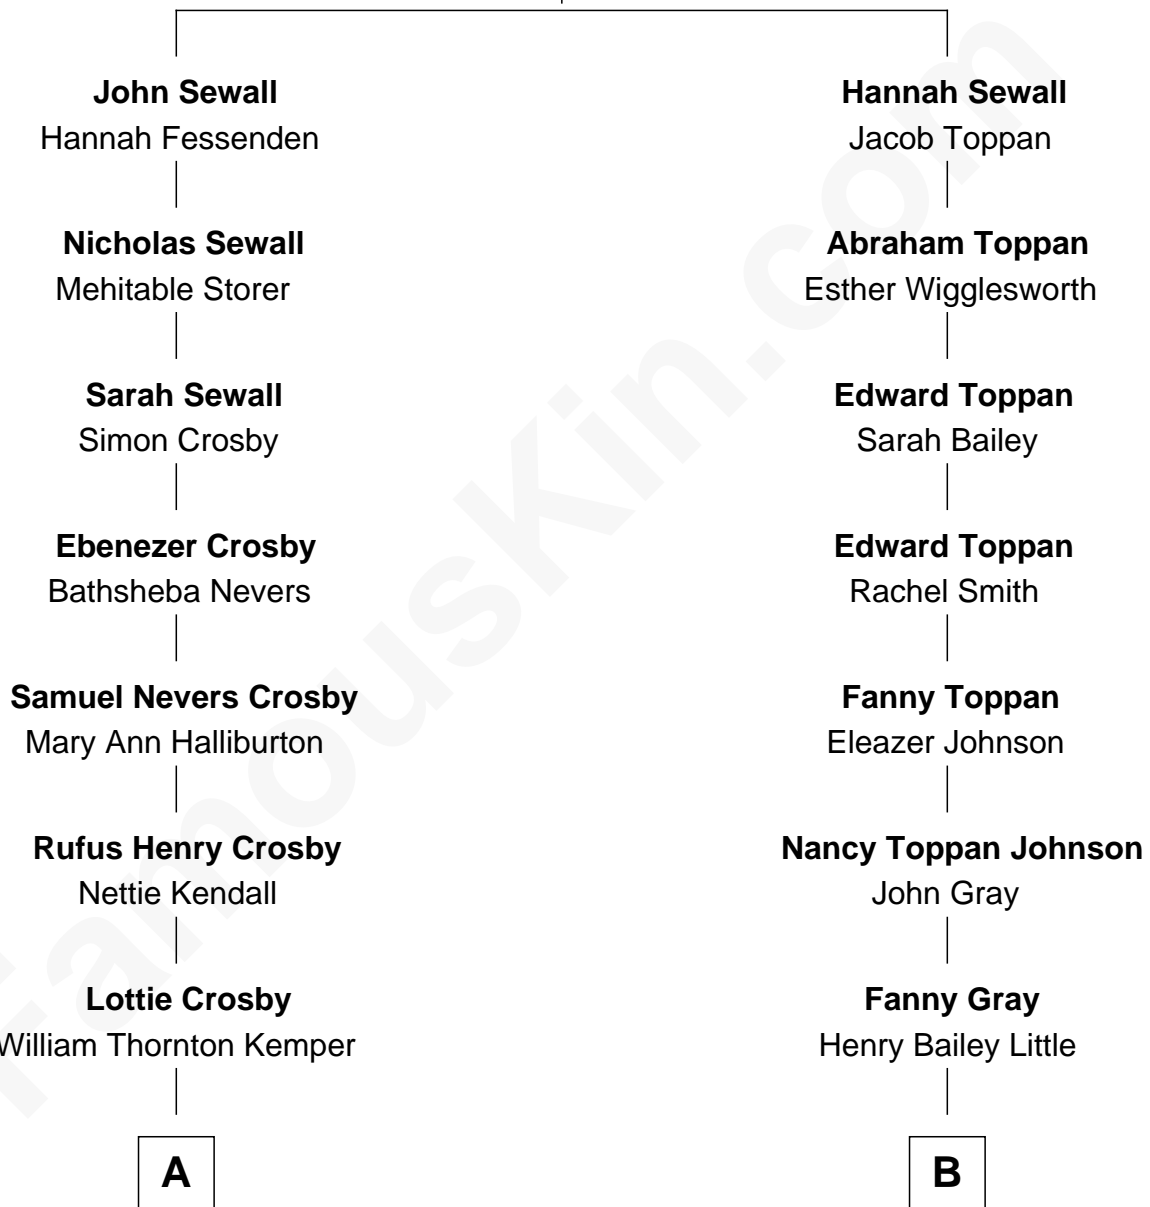 John Sewall
Hannah Fessenden
Nicholas Sewall
Mehitable Storer
Sarah Sewall
Simon Crosby
Ebenezer Crosby
Bathsheba Nevers
Samuel Nevers Crosby
Mary Ann Halliburton
Rufus Henry Crosby
Nettie Kendall
Lottie Crosby
William Thornton Kemper
A
Hannah Sewall
Jacob Toppan
Abraham Toppan
Esther Wigglesworth
Edward Toppan
Sarah Bailey
Edward Toppan
Rachel Smith
Fanny Toppan
Eleazer Johnson
Nancy Toppan Johnson
John Gray
Fanny Gray
Henry Bailey Little
B
FamousKin.com